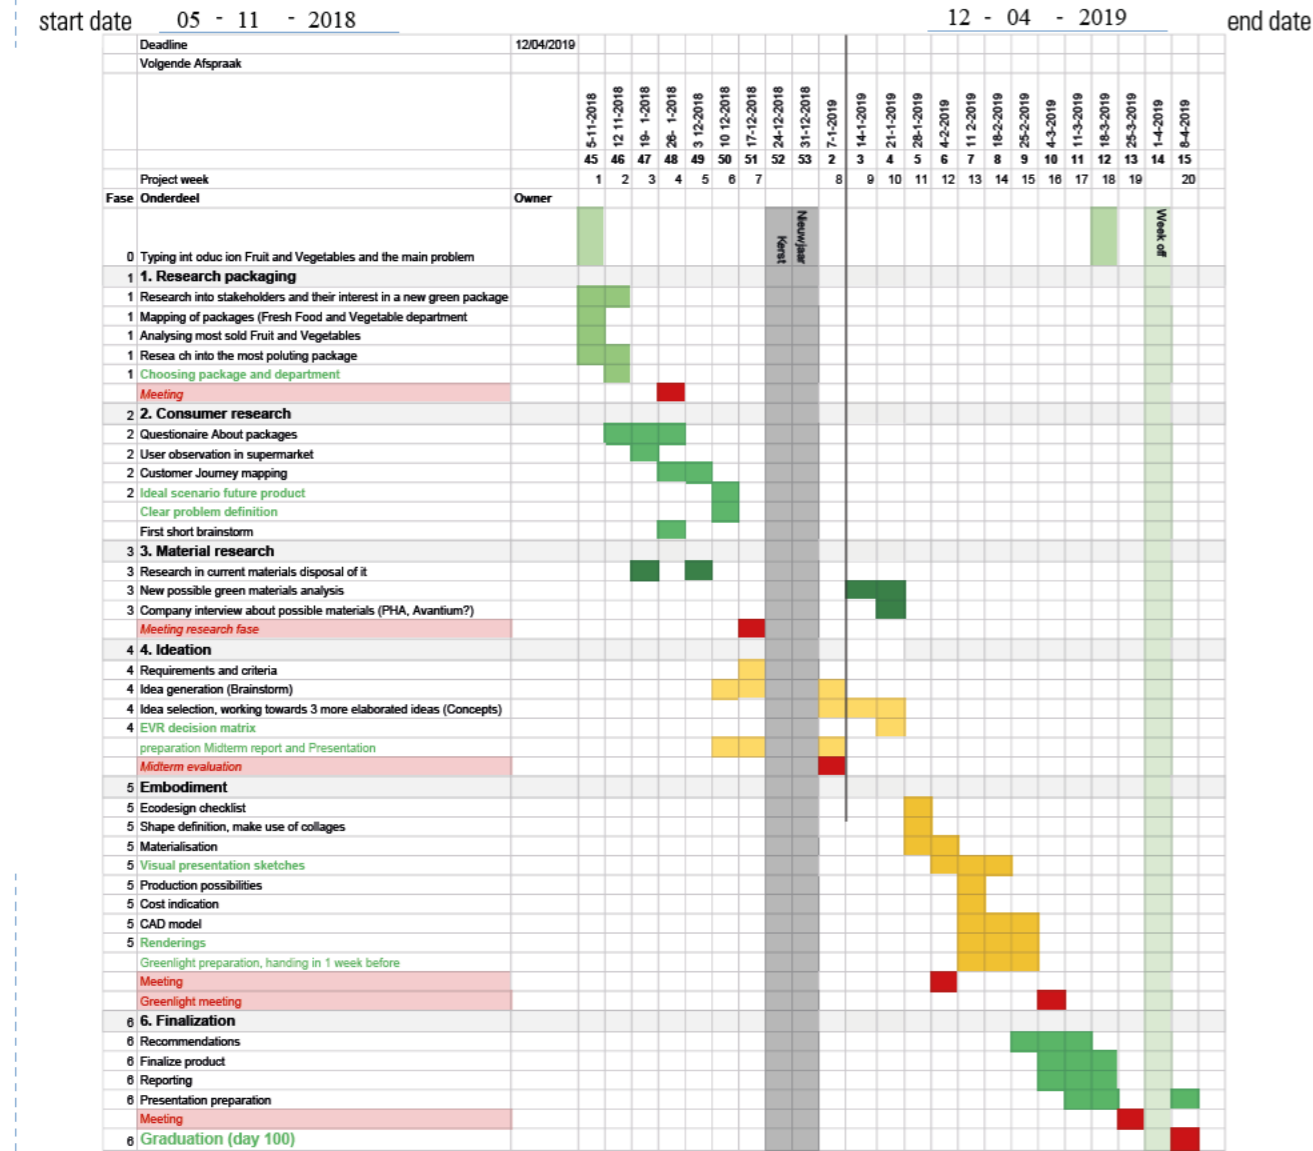 start date 05 - 11 - 2018 12 - 04 - 2019 end date
Deadline 12/04/2019
Volgende Afspraak
5-11-2018 12 11-2018 19- 1-2018 26- 1-2018 3 12-2018 10 12-2018 17-12-2018 24-12-2018 31-12-2018 7-1-2019 14-1-2019 21-1-2019 28-1-2019 4-2-2019 11 2-2019 18-2-2019 25-2-2019 4-3-2019 11-3-2019 18-3-2019 25-3-2019 1-4-2019 8-4-2019
45 46 47 48 49 50 51 52 53 2 3 4 5 6 7 8 9 10 11 12 13 14 15
Project week 1 2 3 4 5 6 7 8 9 10 11 12 13 14 15 16 17 18 19 20
Fase Onderdeel Owner
Kerst Nieuwjaar Week off
0 Typing int oduc ion Fruit and Vegetables and the main problem
1 1. Research packaging
1 Research into stakeholders and their interest in a new green package
1 Mapping of packages (Fresh Food and Vegetable department
1 Analysing most sold Fruit and Vegetables
1 Resea ch into the most poluting package
1 Choosing package and department
Meeting
2 2. Consumer research
2 Questionaire About packages
2 User observation in supermarket
2 Customer Journey mapping
2 Ideal scenario future product
Clear problem definition
First short brainstorm
3 3. Material research
3 Research in current materials disposal of it
3 New possible green materials analysis
3 Company interview about possible materials (PHA, Avantium?)
Meeting research fase
4 4. Ideation
4 Requirements and criteria
4 Idea generation (Brainstorm)
4 Idea selection, working towards 3 more elaborated ideas (Concepts)
4 EVR decision matrix
preparation Midterm report and Presentation
Midterm evaluation
5 Embodiment
5 Ecodesign checklist
5 Shape definition, make use of collages
5 Materialisation
5 Visual presentation sketches
5 Production possibilities
5 Cost indication
5 CAD model
5 Renderings
Greenlight preparation, handing in 1 week before
Meeting
Greenlight meeting
6 6. Finalization
6 Recommendations
6 Finalize product
6 Reporting
6 Presentation preparation
Meeting
6 Graduation (day 100)